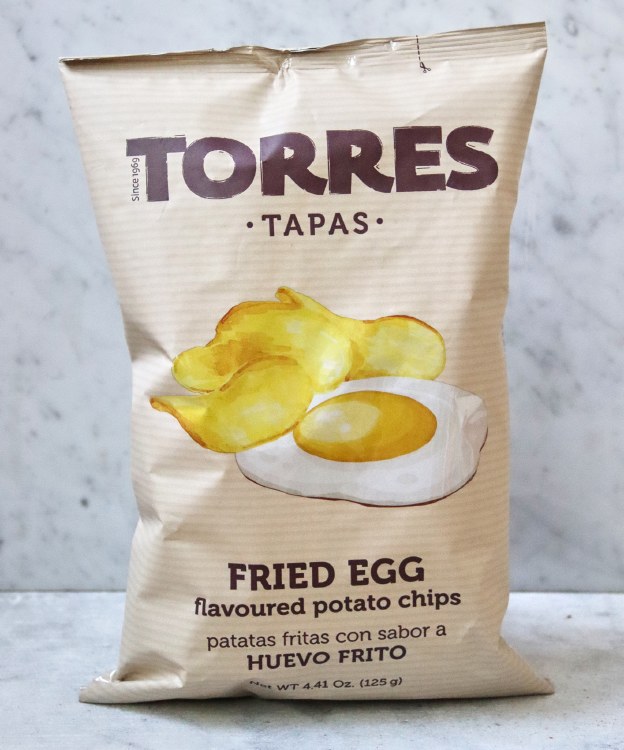 Since 1969
TORRES
• TAPAS •
FRIED EGG
flavoured potato chips
patatas fritas con sabor a
HUEVO FRITO
Net WT 4.41 Oz. (125 g)